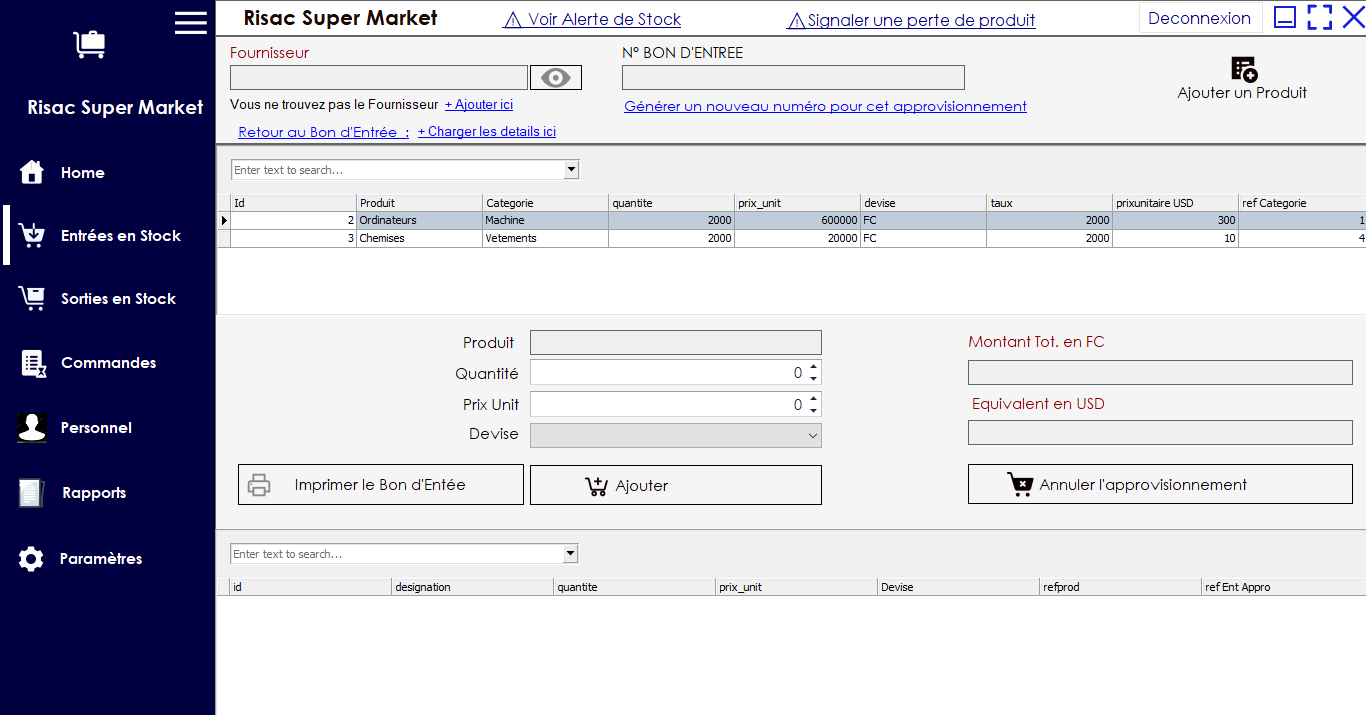 Risac Super Market
Home
Entrées en Stock
Sorties en Stock
Commandes
Personnel
Rapports
Paramètres
Risac Super Market Voir Alerte de Stock Signaler une perte de produit Deconnexion
Fournisseur N° BON D'ENTREE
Vous ne trouvez pas le Fournisseur + Ajouter ici Générer un nouveau numéro pour cet approvisionnement Ajouter un Produit
Retour au Bon d'Entrée : + Charger les details ici
Enter text to search...
Id Produit Categorie quantite prix_unit devise taux prixunitaire USD ref Categorie
2 Ordinateurs Machine 2000 600000 FC 2000 300 1
3 Chemises Vetements 2000 20000 FC 2000 10 4
Produit Montant Tot. en FC
Quantité 0
Prix Unit 0 Equivalent en USD
Devise
Imprimer le Bon d'Entée Ajouter Annuler l'approvisionnement
Enter text to search...
id designation quantite prix_unit Devise refprod ref Ent Appro